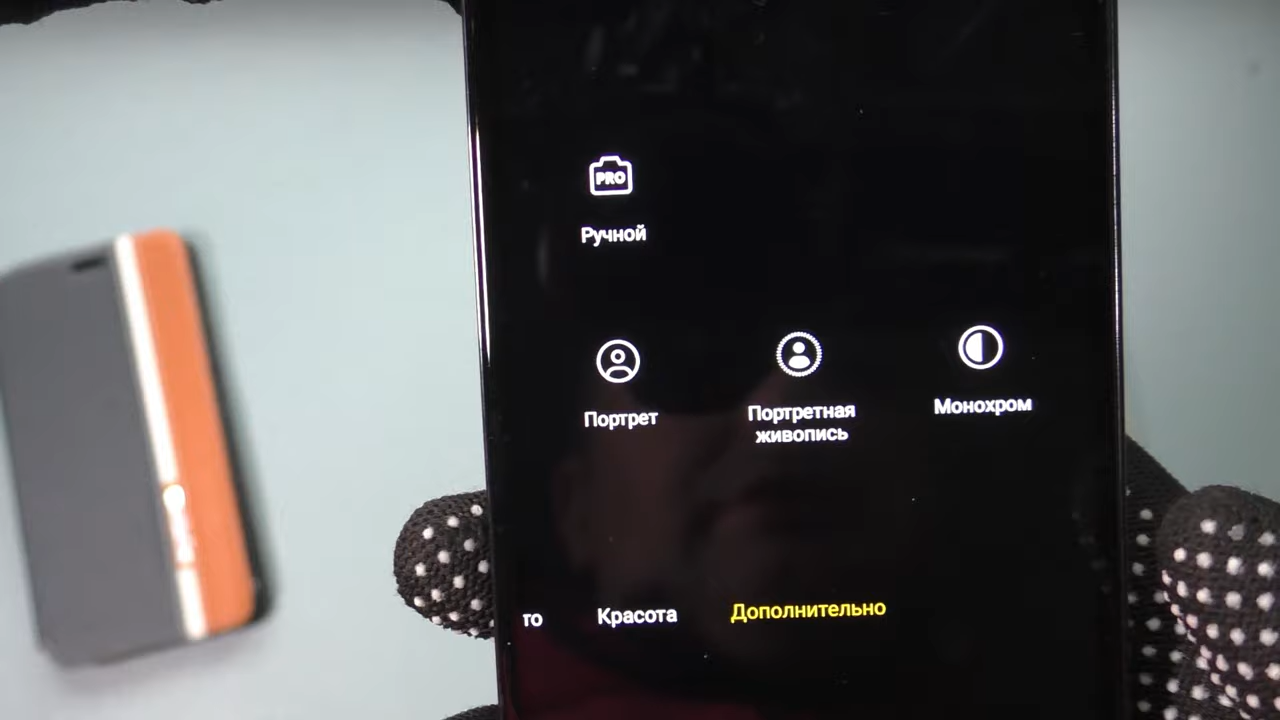 PRO
Ручной
Портрет
Портретная
живопись
Монохром
то
Красота
Дополнительно